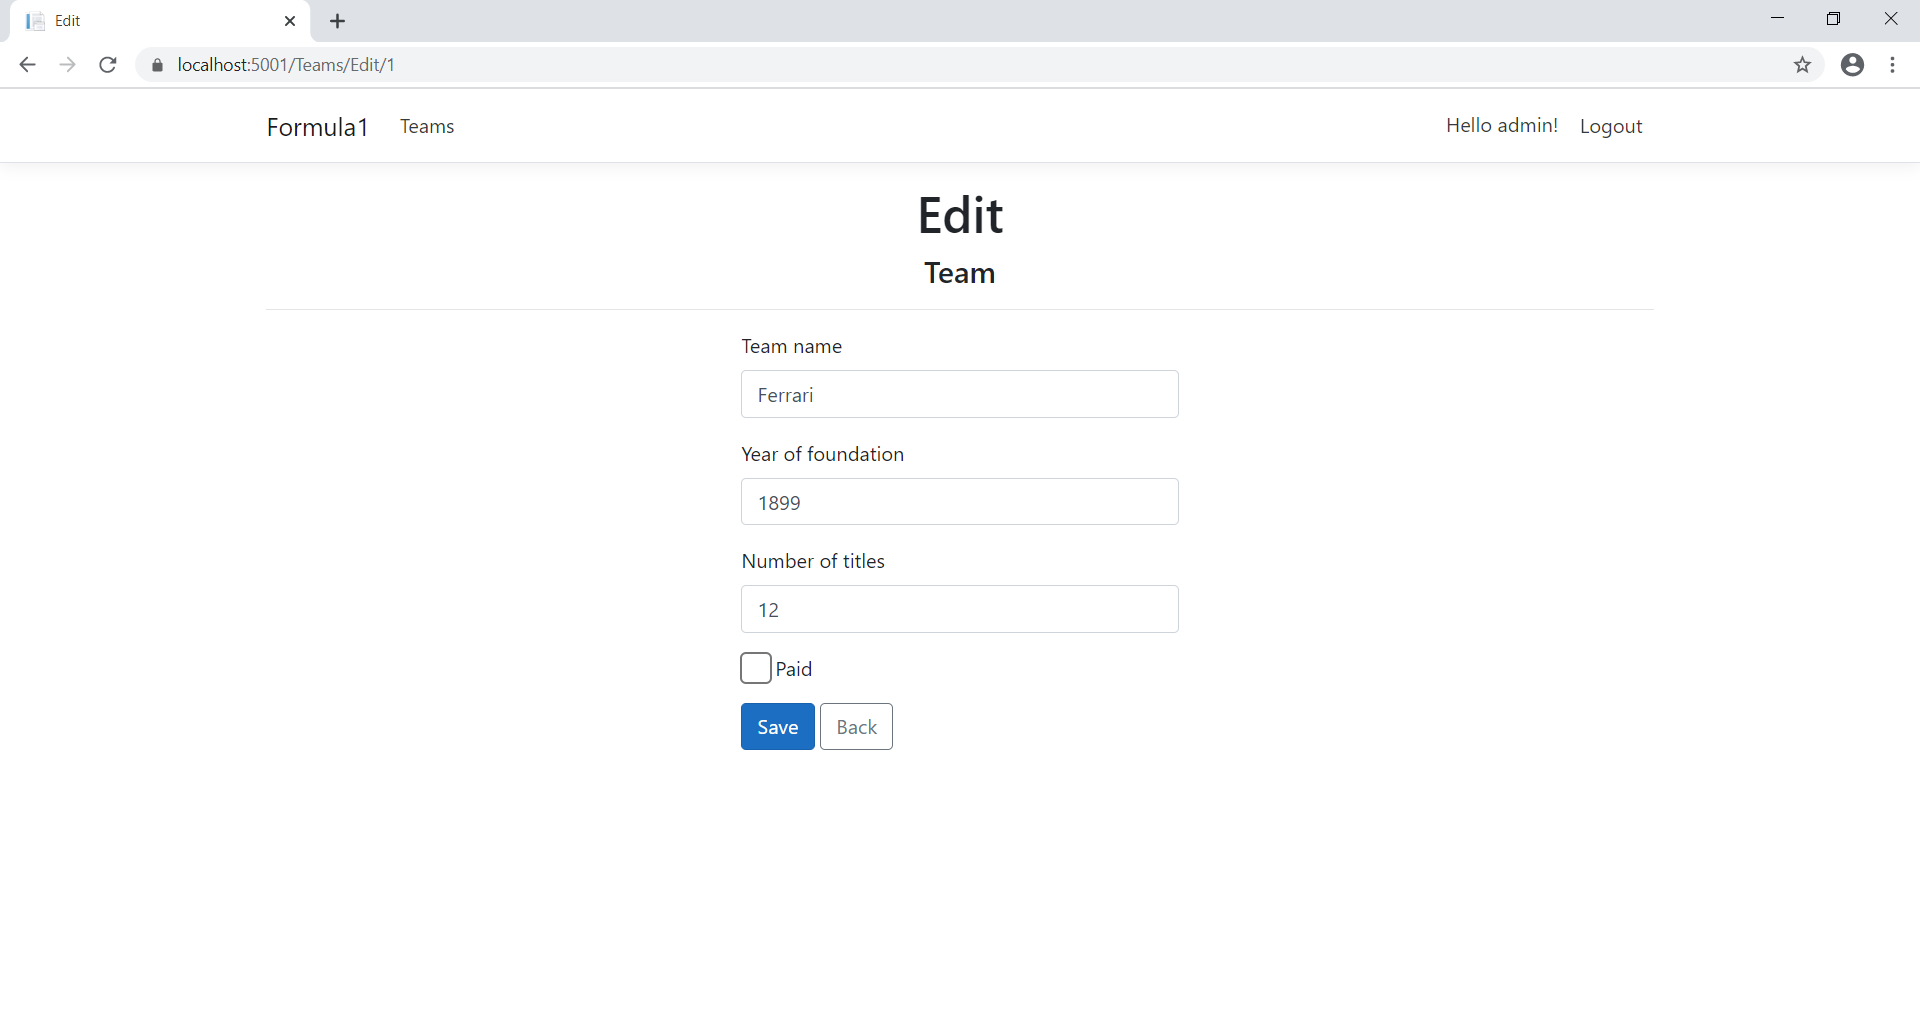 Edit
localhost:5001/Teams/Edit/1
Formula1 Teams Hello admin! Logout
Edit
Team
Team name
Ferrari
Year of foundation
1899
Number of titles
12
Paid
Save Back